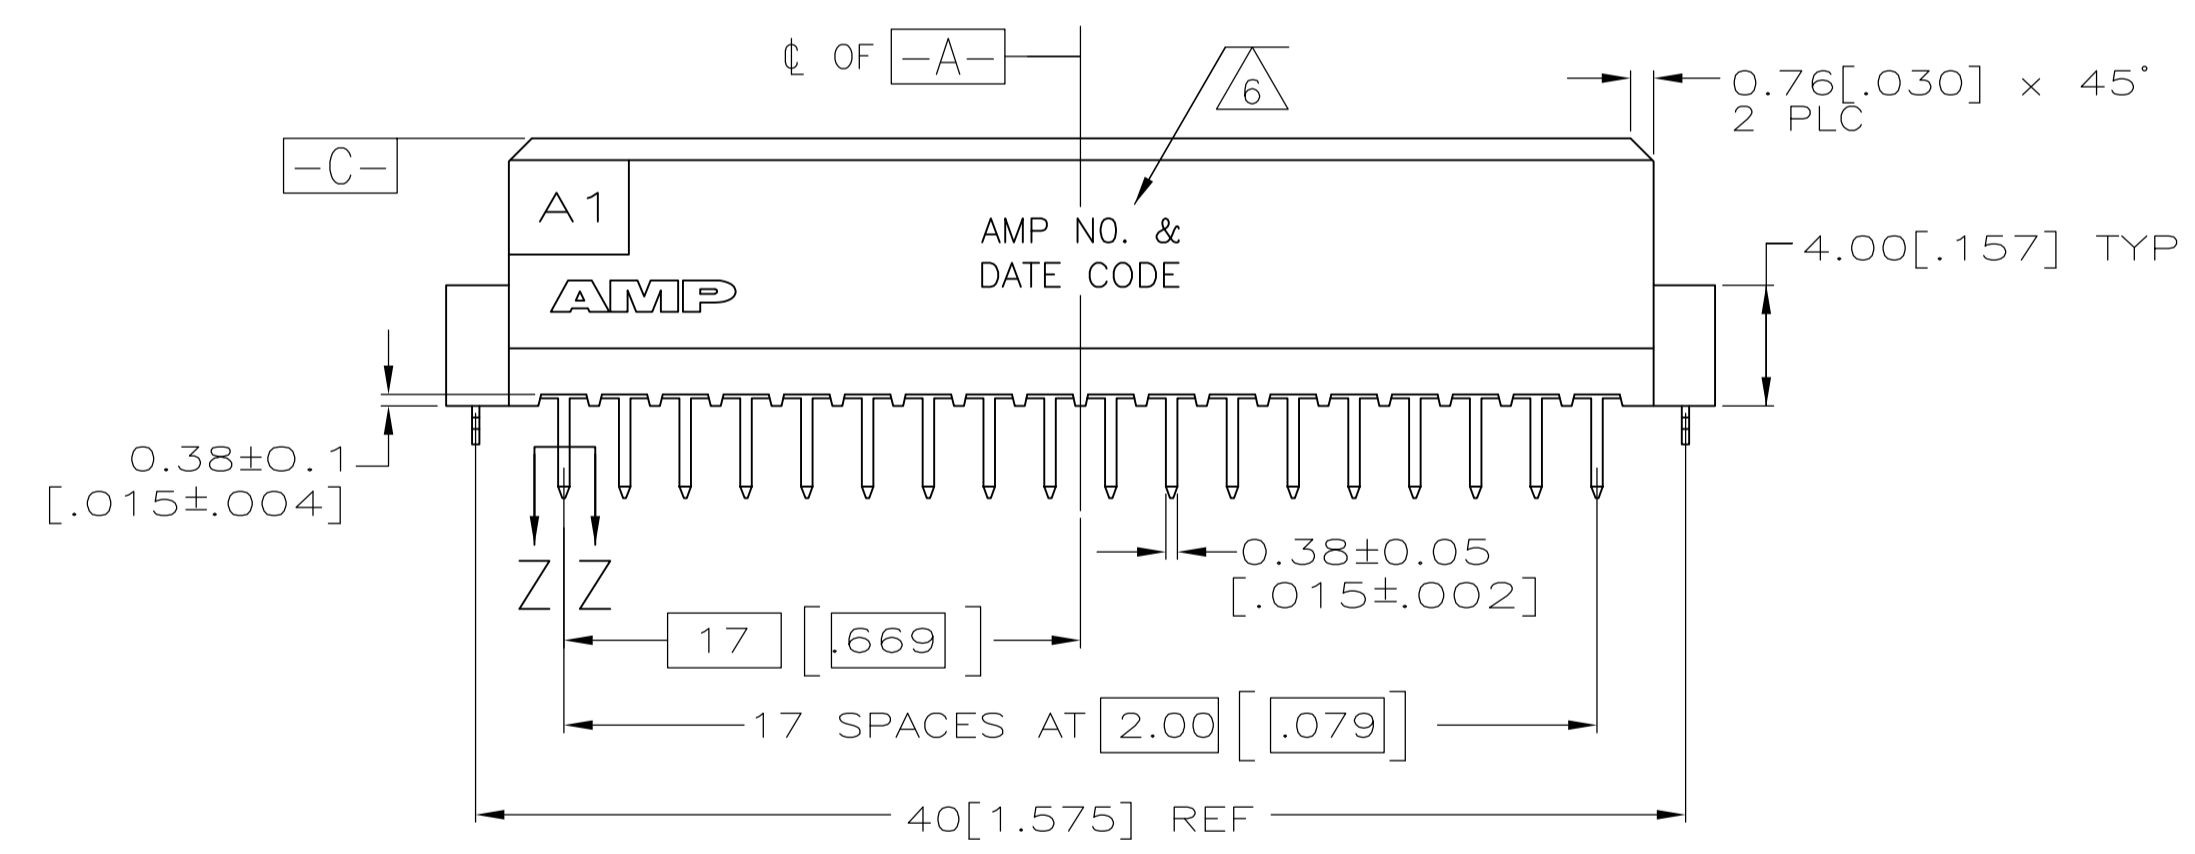 ℄ OF -A-
6
0.76[.030] x 45°
2 PLC
-C-
A1
AMP NO. &
DATE CODE
4.00[.157] TYP
AMP
0.38±0.1
[.015±.004]
Z Z
0.38±0.05
[.015±.002]
17 [.669]
17 SPACES AT 2.00 [.079]
40[1.575] REF